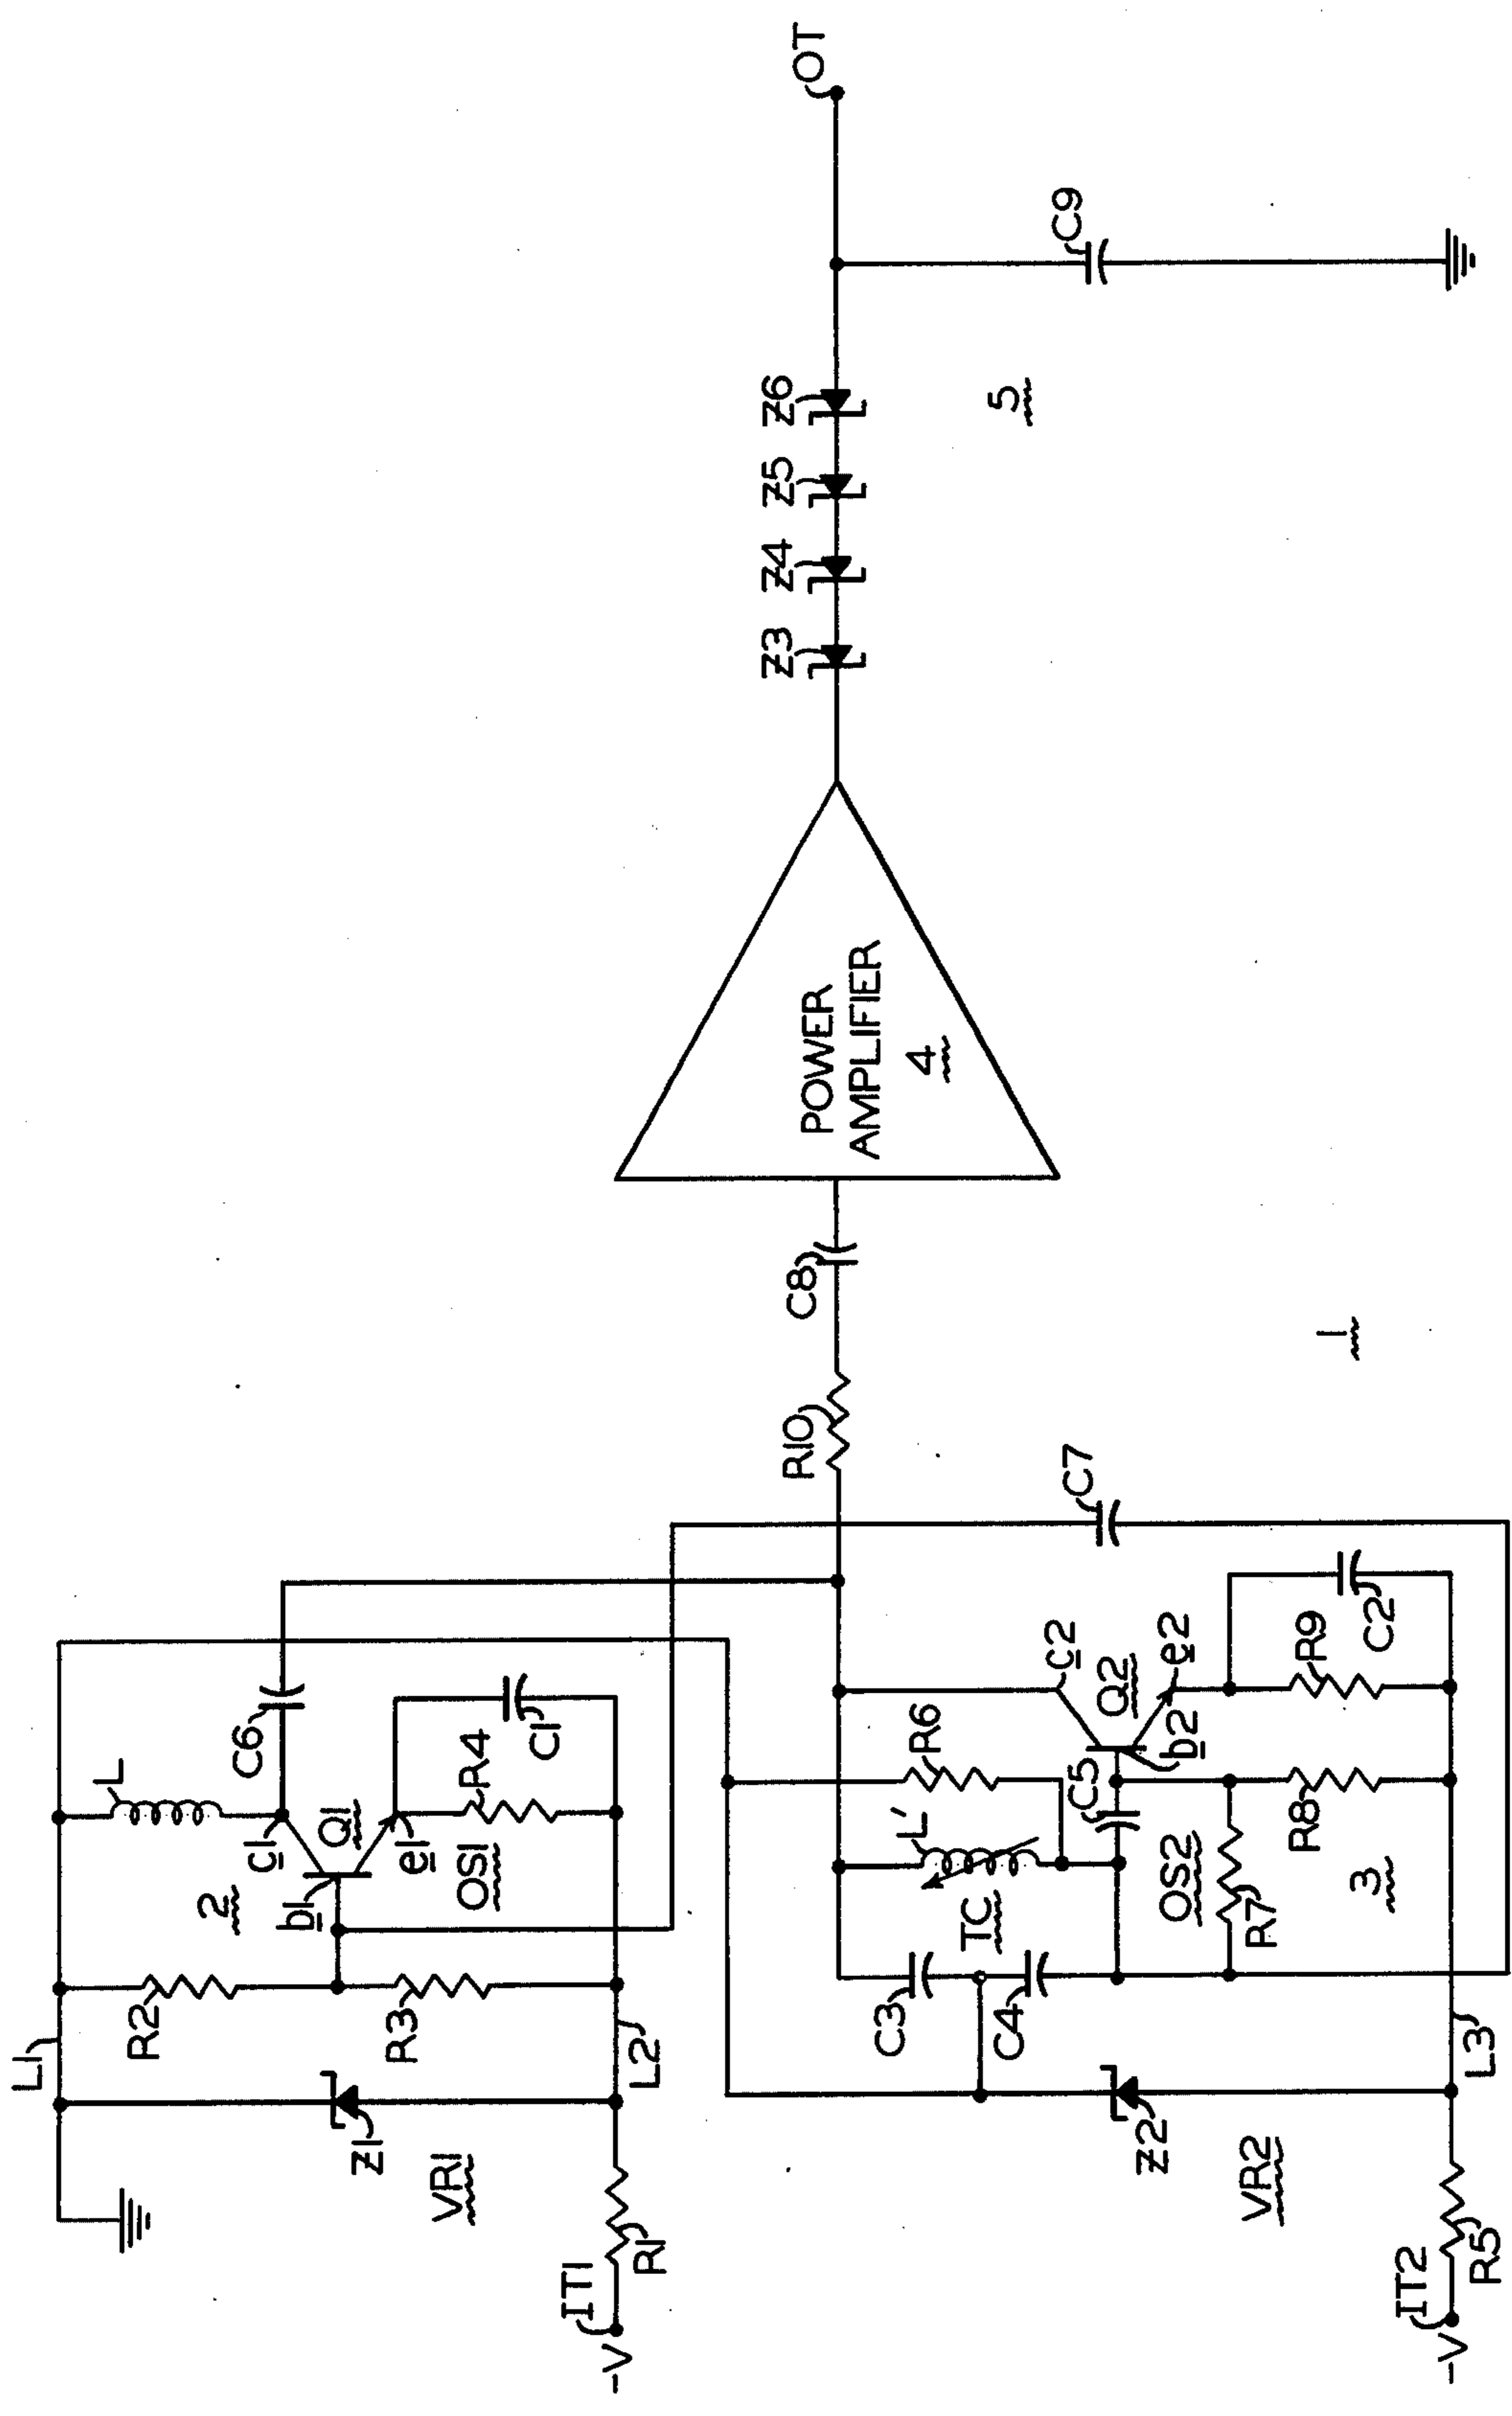 L1
L
C6
R2
2
c1
Q1
b1
e1
R4
C1
Z1
R3
OS1
VR1
L2
IT1
-V
R1
R10
C8
POWER
AMPLIFIER
4
Z3
Z4
Z5
Z6
OT
5
C9
C7
1
R6
L'
TC
C3
C4
C5
c2
Q2
e2
b2
OS2
R7
R8
R9
C2
3
Z2
VR2
L3
IT2
-V
R5